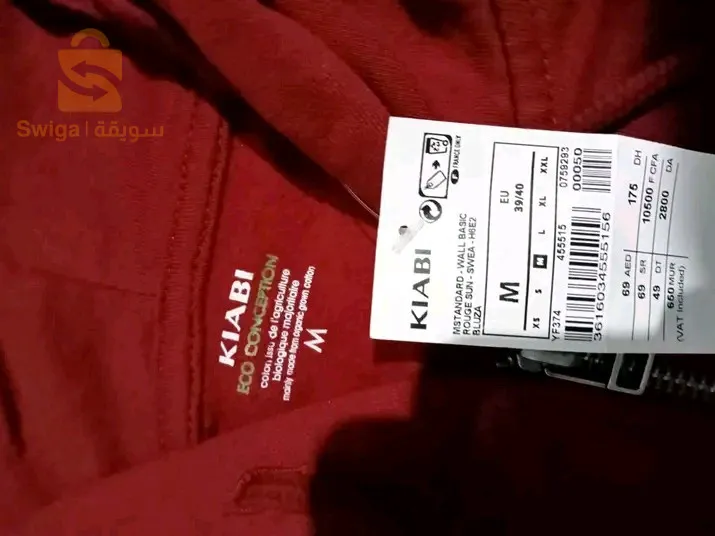 Swiga | سويقة
KIABI
ECO CONCEPTION
coton issu de l'agriculture
biologique majoritaire
mainly made from organic grown cotton
M
FRANCE ONLY
KIABI
MSTANDARD - WALL BASIC
ROUGE SUN - SWEA - H6E2
BLUZA
EU
M 39/40
XS S M L XL XXL
YF374 455515 0759293
3616034555156 00050
69 AED 175 DH
69 SR 10500 F CFA
49 DT 2800 DA
650 MUR
(VAT included)